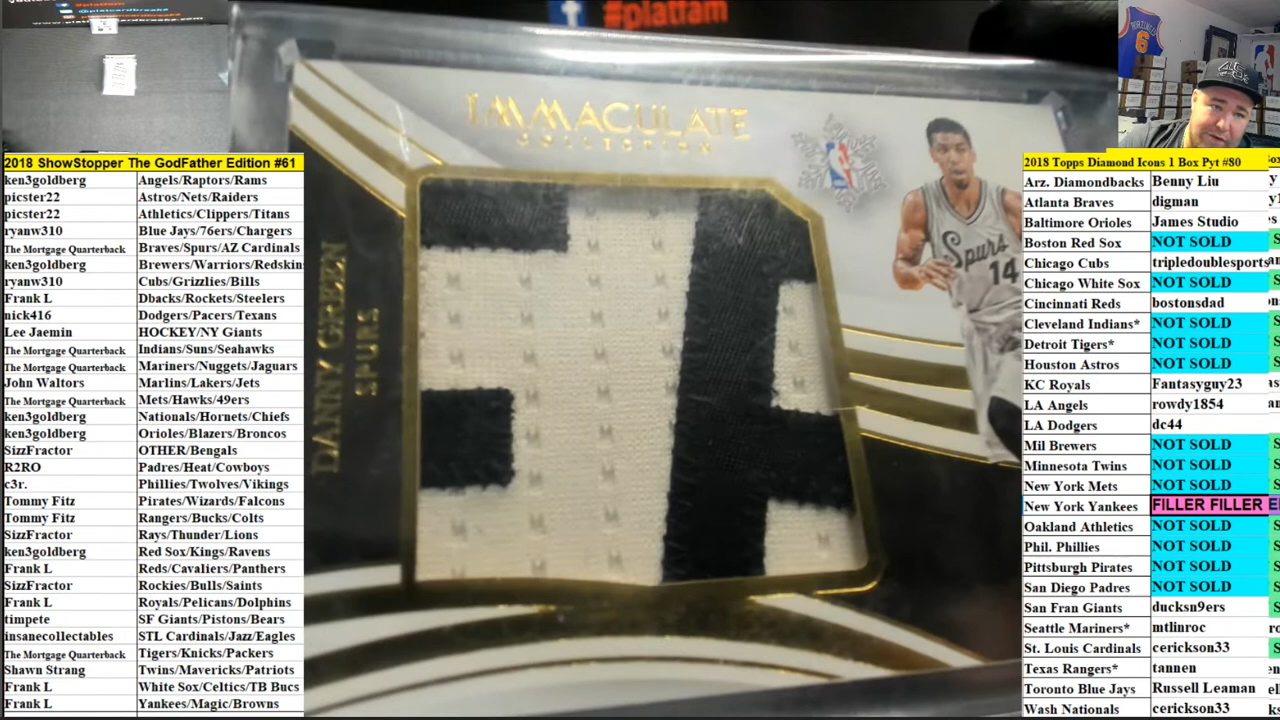 #platfam
www.platinumcardbreaks.com
IMMACULATE
COLLECTION
DANNY GREEN
SPURS
Spurs
14
PORZINGIS
6
2018 ShowStopper The GodFather Edition #61
ken3goldberg Angels/Raptors/Rams
picster22 Astros/Nets/Raiders
picster22 Athletics/Clippers/Titans
ryanw310 Blue Jays/76ers/Chargers
The Mortgage Quarterback Braves/Spurs/AZ Cardinals
ken3goldberg Brewers/Warriors/Redskin
ryanw310 Cubs/Grizzlies/Bills
Frank L Dbacks/Rockets/Steelers
nick416 Dodgers/Pacers/Texans
Lee Jaemin HOCKEY/NY Giants
The Mortgage Quarterback Indians/Suns/Seahawks
The Mortgage Quarterback Mariners/Nuggets/Jaguars
John Waltors Marlins/Lakers/Jets
The Mortgage Quarterback Mets/Hawks/49ers
ken3goldberg Nationals/Hornets/Chiefs
ken3goldberg Orioles/Blazers/Broncos
SizzFractor OTHER/Bengals
R2RO Padres/Heat/Cowboys
c3r. Phillies/Twolves/Vikings
Tommy Fitz Pirates/Wizards/Falcons
Tommy Fitz Rangers/Bucks/Colts
SizzFractor Rays/Thunder/Lions
ken3goldberg Red Sox/Kings/Ravens
Frank L Reds/Cavaliers/Panthers
SizzFractor Rockies/Bulls/Saints
Frank L Royals/Pelicans/Dolphins
timpete SF Giants/Pistons/Bears
insanecollectables STL Cardinals/Jazz/Eagles
The Mortgage Quarterback Tigers/Knicks/Packers
Shawn Strang Twins/Mavericks/Patriots
Frank L White Sox/Celtics/TB Bucs
Frank L Yankees/Magic/Browns
2018 Topps Diamond Icons 1 Box Pyt #80
Arz. Diamondbacks Benny Liu
Atlanta Braves digman
Baltimore Orioles James Studio
Boston Red Sox NOT SOLD
Chicago Cubs tripledoublesports
Chicago White Sox NOT SOLD
Cincinnati Reds bostonsdad
Cleveland Indians* NOT SOLD
Detroit Tigers* NOT SOLD
Houston Astros NOT SOLD
KC Royals Fantasyguy23
LA Angels rowdy1854
LA Dodgers dc44
Mil Brewers NOT SOLD
Minnesota Twins NOT SOLD
New York Mets NOT SOLD
New York Yankees FILLER FILLER
Oakland Athletics NOT SOLD
Phil. Phillies NOT SOLD
Pittsburgh Pirates NOT SOLD
San Diego Padres NOT SOLD
San Fran Giants ducksn9ers
Seattle Mariners* mtlinroc
St. Louis Cardinals cerickson33
Texas Rangers* tannen
Toronto Blue Jays Russell Leaman
Wash Nationals cerickson33